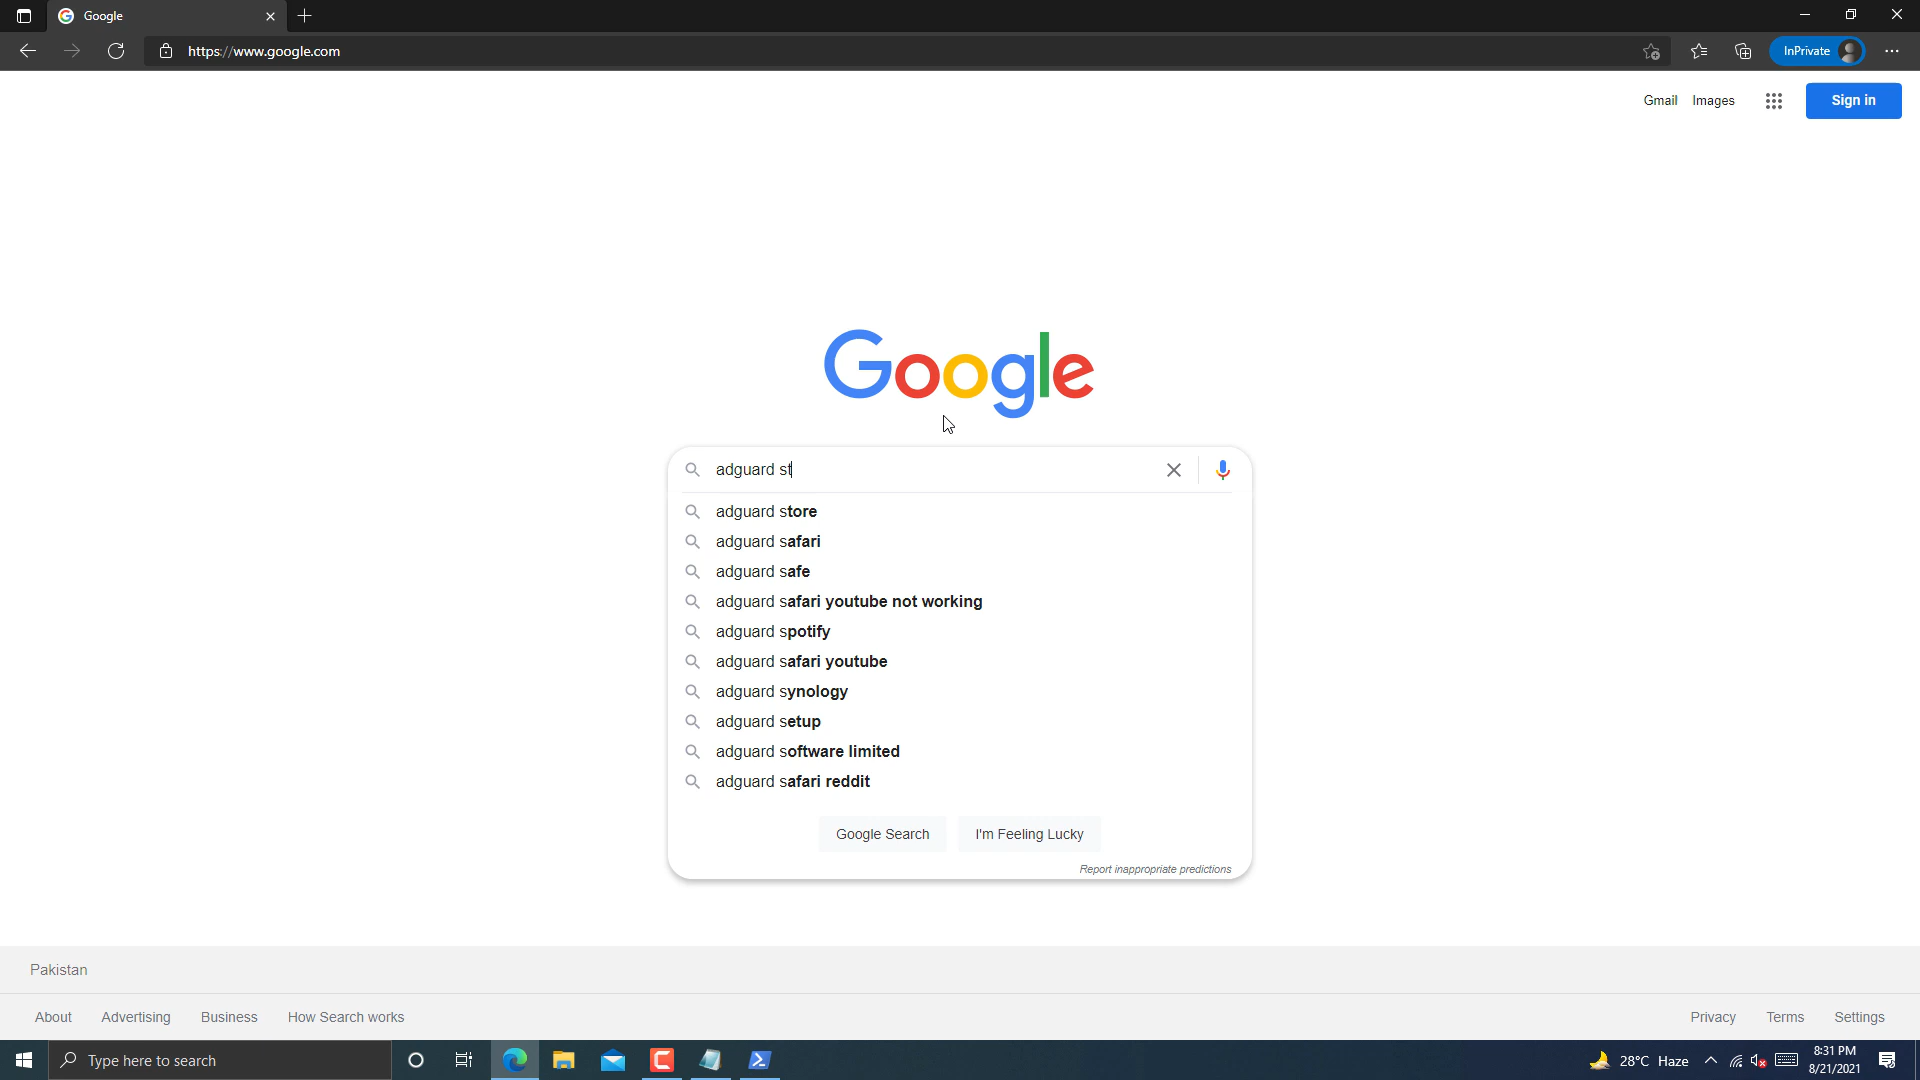 Google
https://www.google.com
InPrivate
Gmail Images
Sign in
Google
adguard st
adguard store
adguard safari
adguard safe
adguard safari youtube not working
adguard spotify
adguard safari youtube
adguard synology
adguard setup
adguard software limited
adguard safari reddit
Google Search I'm Feeling Lucky
Report inappropriate predictions
Pakistan
About Advertising Business How Search works Privacy Terms Settings
Type here to search
28°C Haze
8:31 PM
8/21/2021